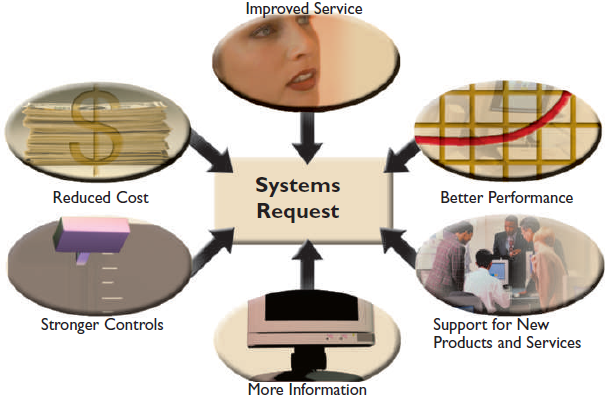 Improved Service
$
Reduced Cost
Systems
Request
Better Performance
Stronger Controls
Support for New
Products and Services
More Information